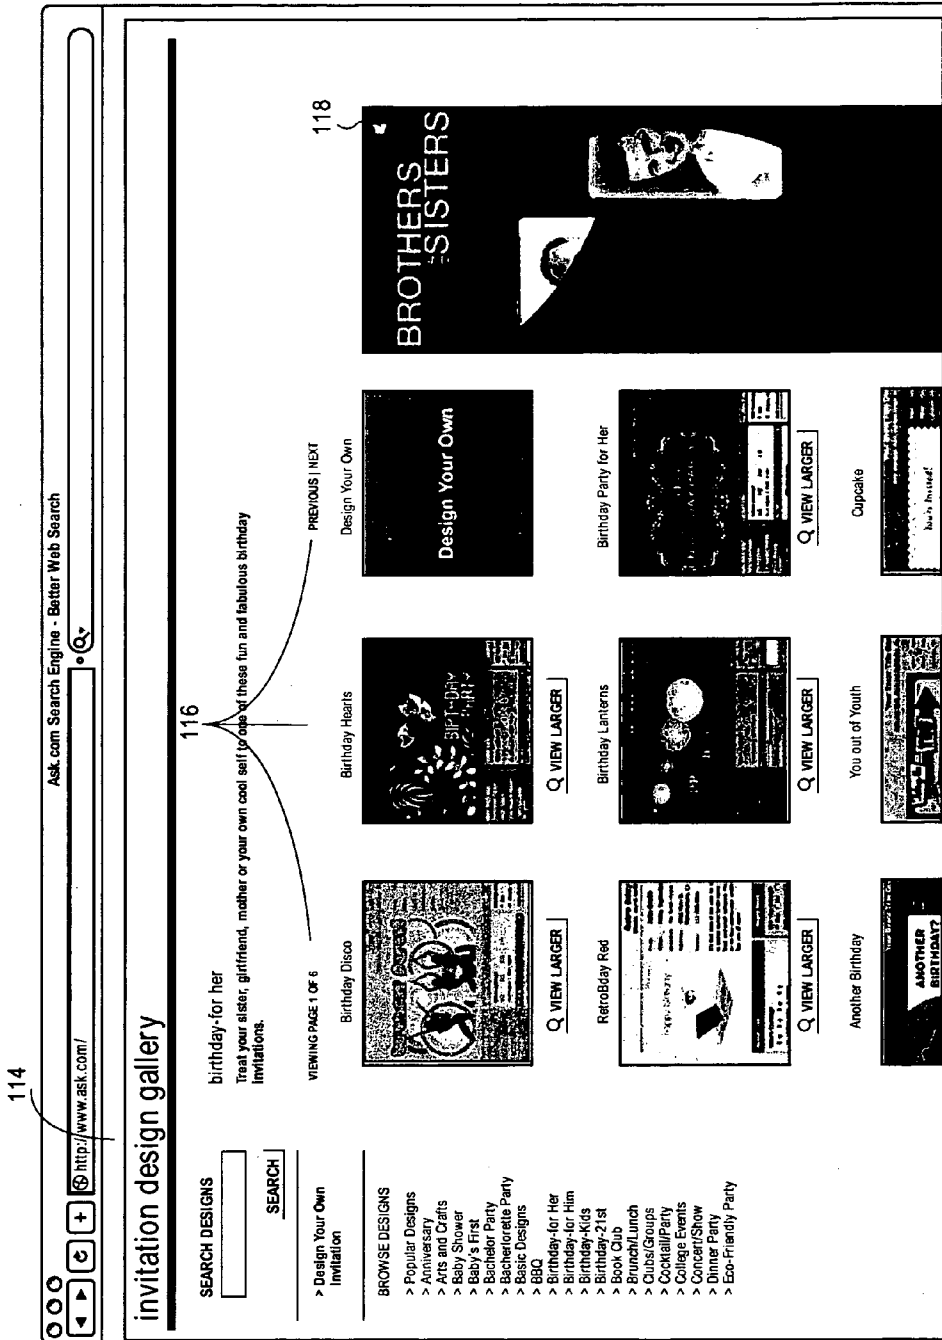 114
Ask.com Search Engine - Better Web Search
http://www.ask.com/
invitation design gallery
SEARCH DESIGNS
SEARCH
> Design Your Own
Invitation
BROWSE DESIGNS
> Popular Designs
> Anniversary
> Arts and Crafts
> Baby Shower
> Baby's First
> Bachelor Party
> Bacherlorette Party
> Basic Designs
> BBQ
> Birthday-for Her
> Birthday-for Him
> Birthday-Kids
> Birthday-21st
> Book Club
> Brunch/Lunch
> Clubs/Groups
> Cocktail/Party
> College Events
> Concert/Show
> Dinner Party
> Eco-Friendly Party
birthday-for her
Treat your sister, girlfriend, mother or your own cool self to one of these fun and fabulous birthday
Invitations.
116
VIEWING PAGE 1 OF 6
PREVIOUS | NEXT
Birthday Disco
Birthday Hearts
Design Your Own
BIRTHDAY
PARTY
Design Your Own
VIEW LARGER
VIEW LARGER
RetroBday Red
Birthday Lanterns
Birthday Party for Her
VIEW LARGER
VIEW LARGER
VIEW LARGER
Another Birthday
You out of Youth
Cupcake
ANOTHER
BIRTHDAY?
118
BROTHERS
SISTERS